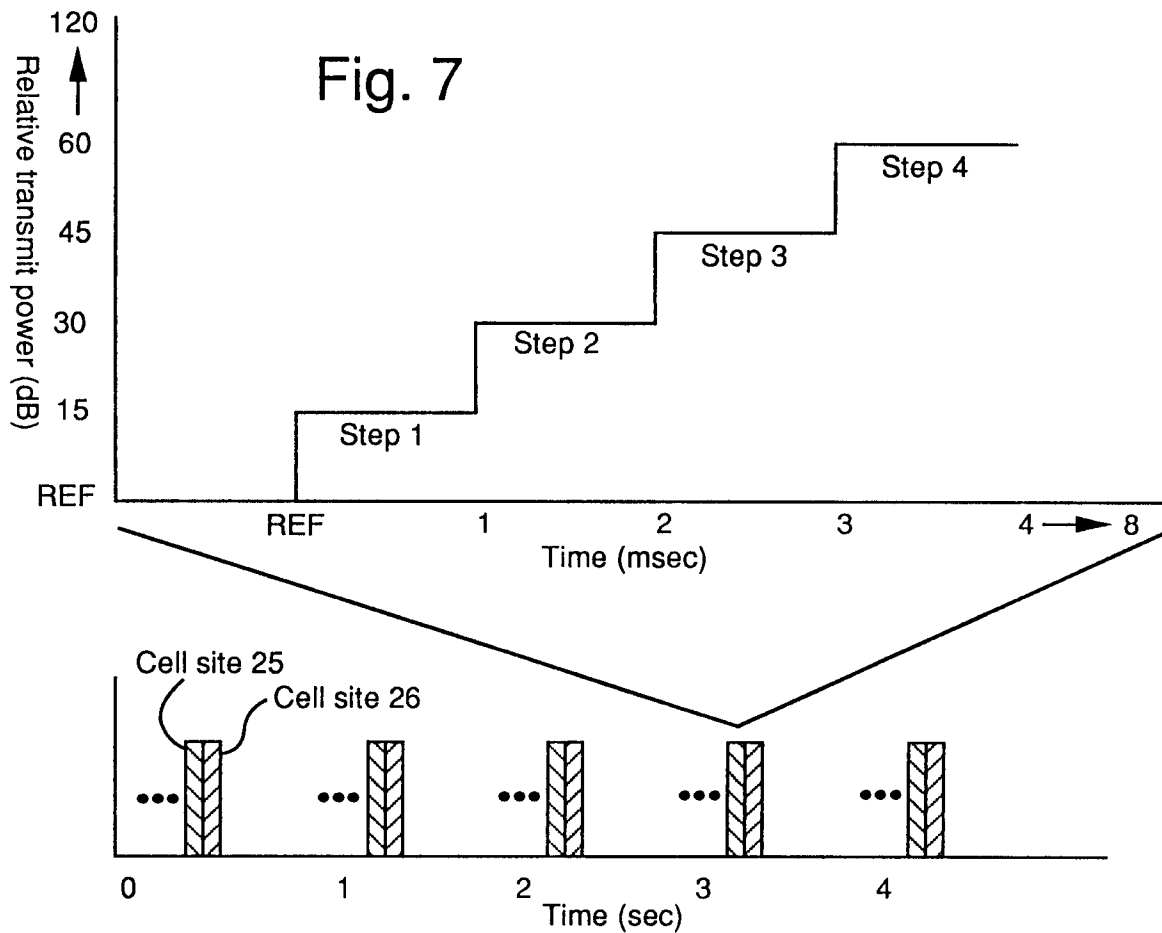 Fig. 7
Relative transmit power (dB)
120
60
45
30
15
REF
Step 4
Step 3
Step 2
Step 1
REF 1 2 3 4 8
Time (msec)
Cell site 25
Cell site 26
0 1 2 3 4
Time (sec)